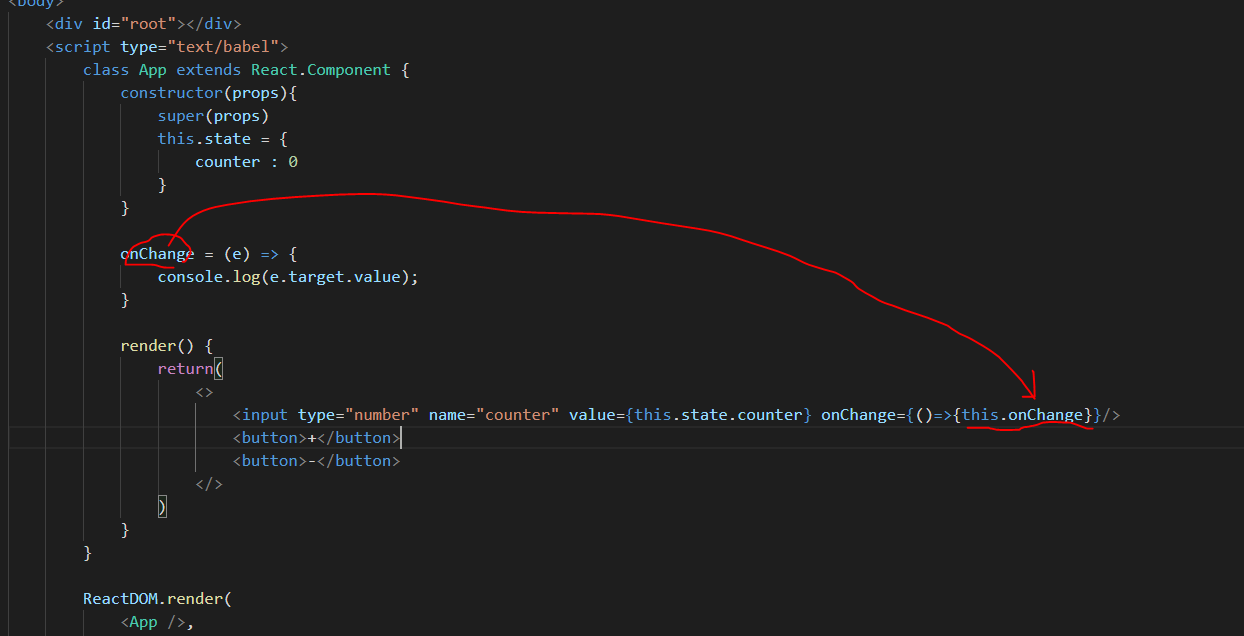 <body>
<div id="root"></div>
<script type="text/babel">
class App extends React.Component {
constructor(props){
super(props)
this.state = {
counter : 0
}
}
onChange = (e) => {
console.log(e.target.value);
}
render() {
return(
<>
<input type="number" name="counter" value={this.state.counter} onChange={()=>{this.onChange}}/>
<button>+</button>
<button>-</button>
</>
)
}
}
ReactDOM.render(
<App />,